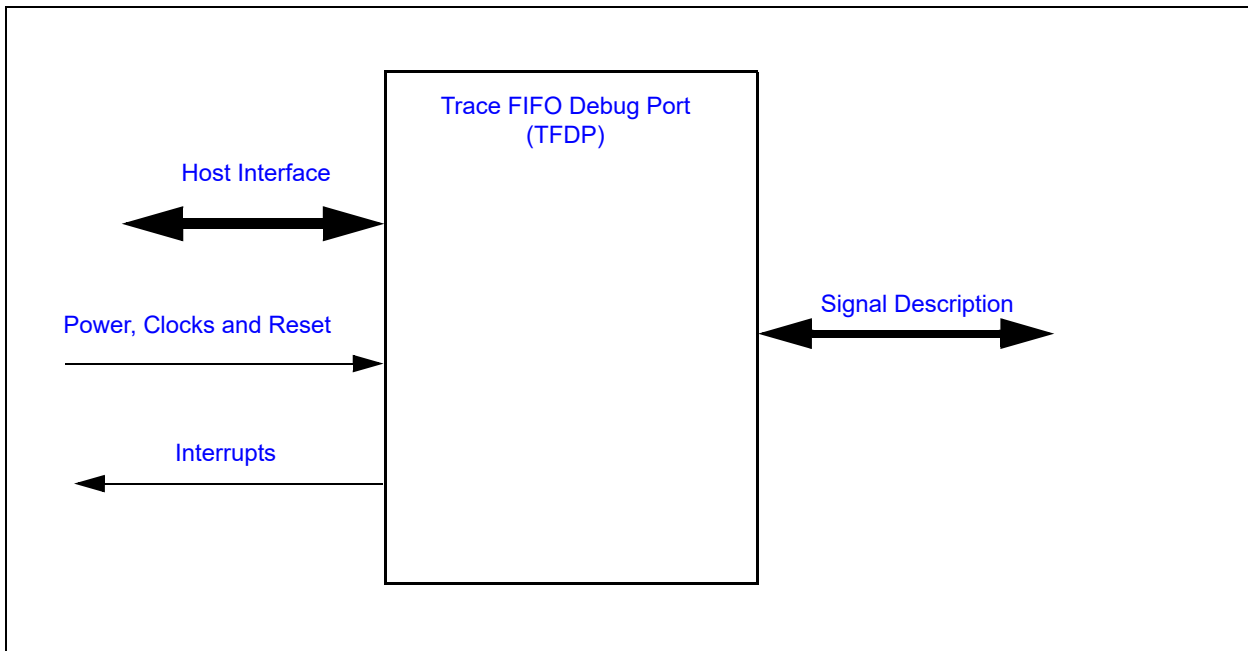 Trace FIFO Debug Port
(TFDP)
Host Interface
Signal Description
Power, Clocks and Reset
Interrupts